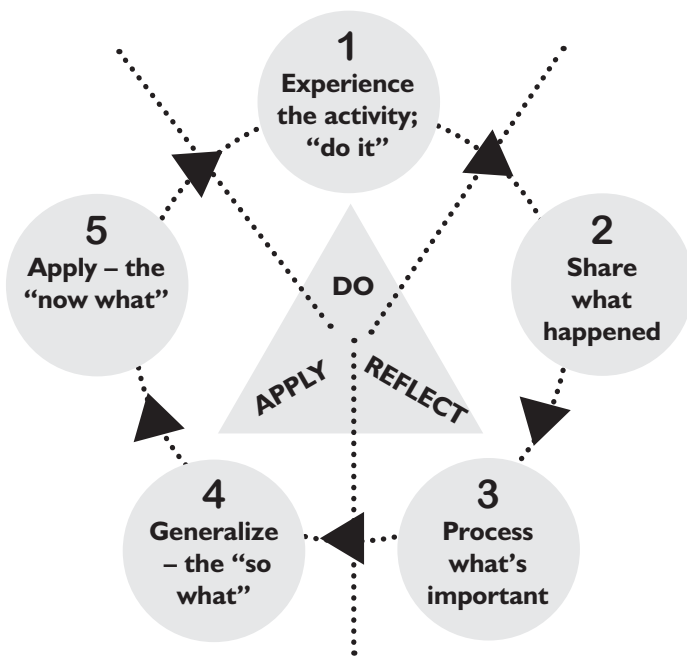 1
Experience
the activity;
“do it”
2
Share
what
happened
3
Process
what’s
important
4
Generalize
– the “so
what”
5
Apply – the
“now what”
DO
REFLECT
APPLY